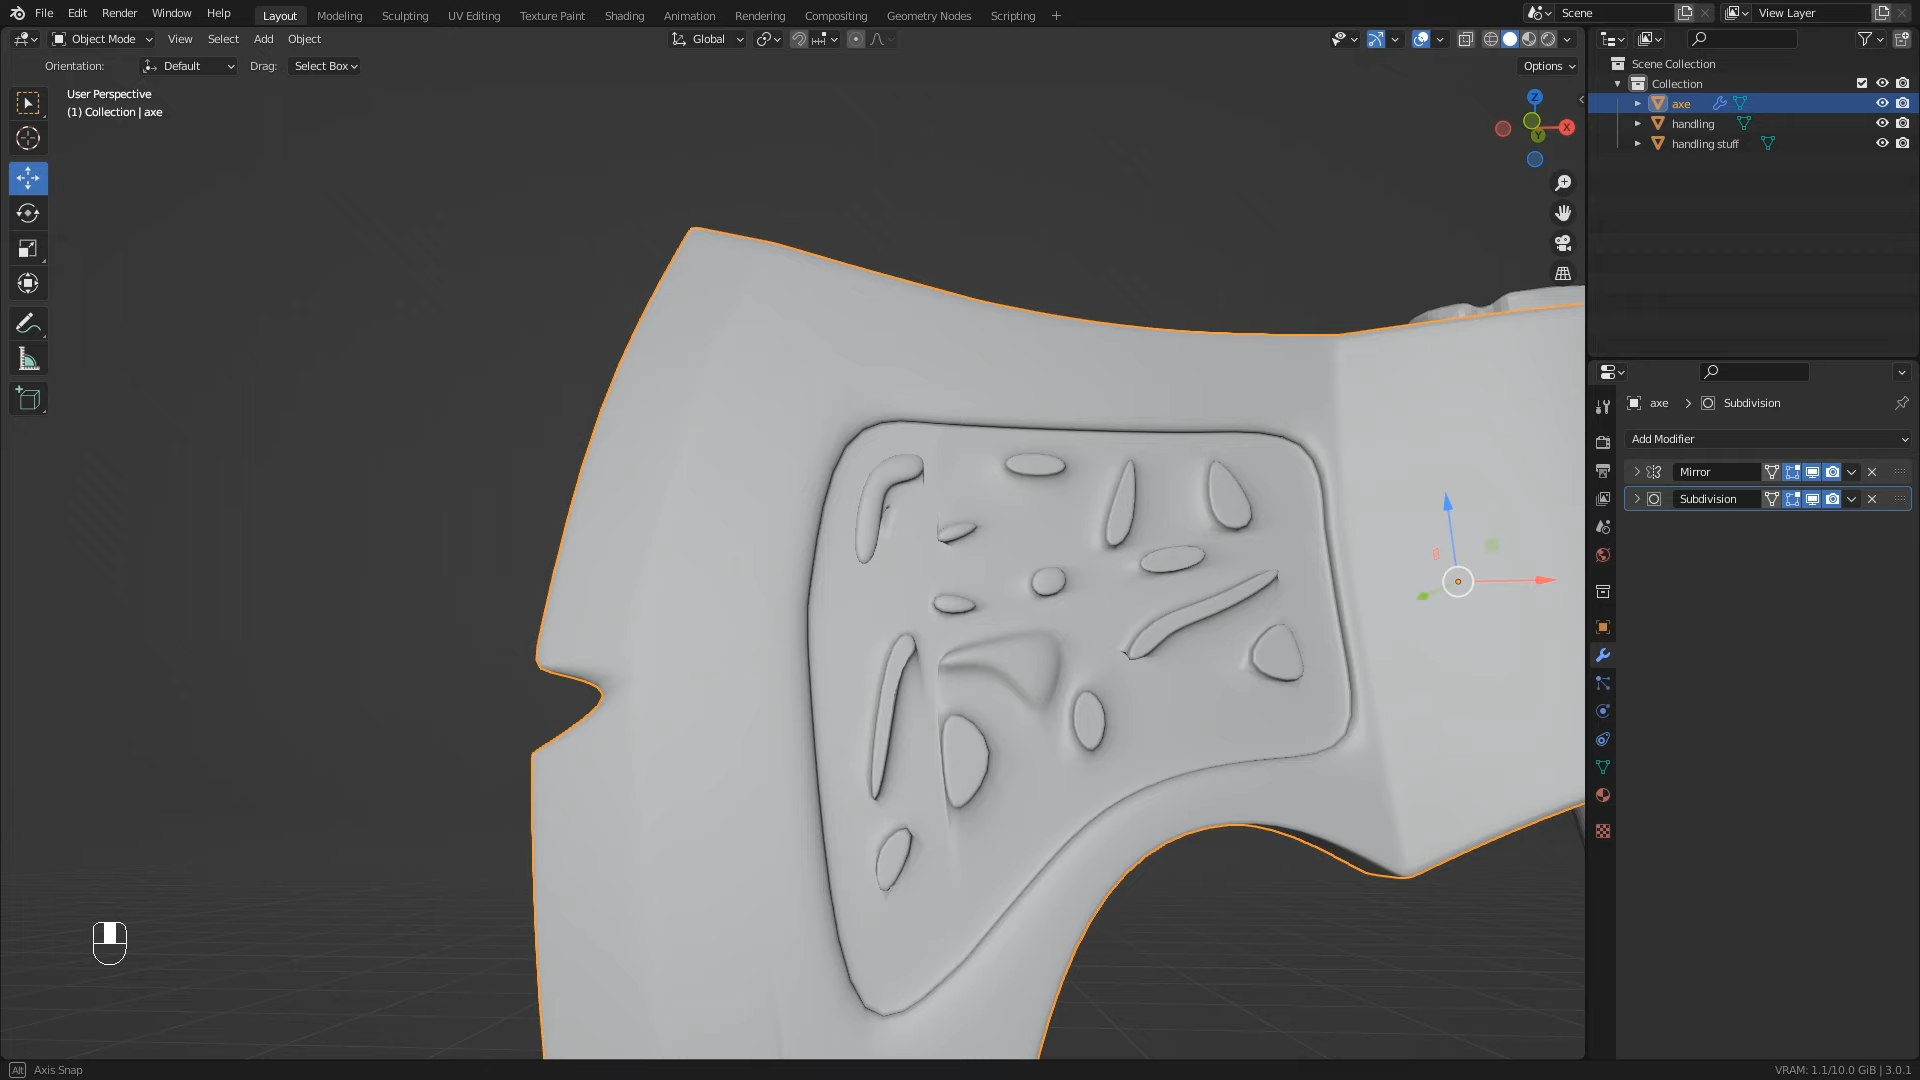 File Edit Render Window Help Layout Modeling Sculpting UV Editing Texture Paint Shading Animation Rendering Compositing Geometry Nodes Scripting + Scene View Layer
Object Mode View Select Add Object Global
Orientation: Default Drag: Select Box Options
User Perspective
(1) Collection | axe
Z
X
Y
Scene Collection
Collection
axe
handling
handling stuff
axe Subdivision
Add Modifier
Mirror
Subdivision
Alt Axis Snap VRAM: 1.1/10.0 GiB | 3.0.1